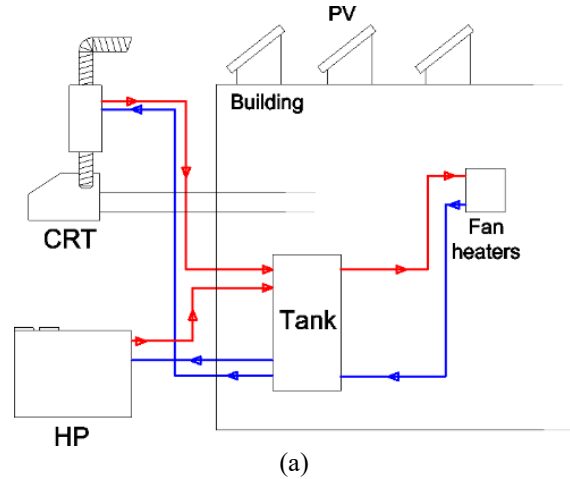 PV
Building
CRT
Fan
heaters
Tank
HP
(a)